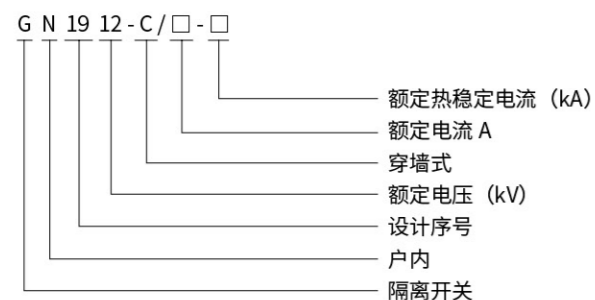 G N 19 12 - C / □ - □
额定热稳定电流（kA）
额定电流 A
穿墙式
额定电压（kV）
设计序号
户内
隔离开关